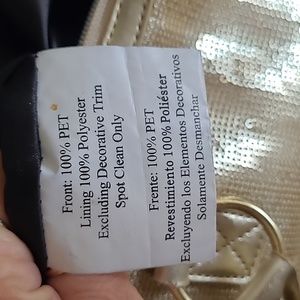 Front: 100% PET
Lining 100% Polyester
Excluding Decorative Trim
Spot Clean Only
Frente: 100% PET
Revestimiento 100% Poliéster
Excluyendo los Elementos Decorativos
Solamente Desmanchar